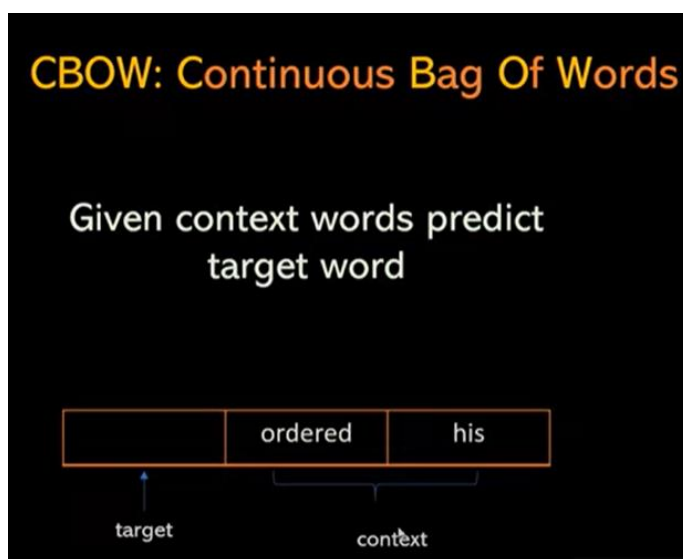 CBOW: Continuous Bag Of Words
Given context words predict
target word
ordered his
target
context